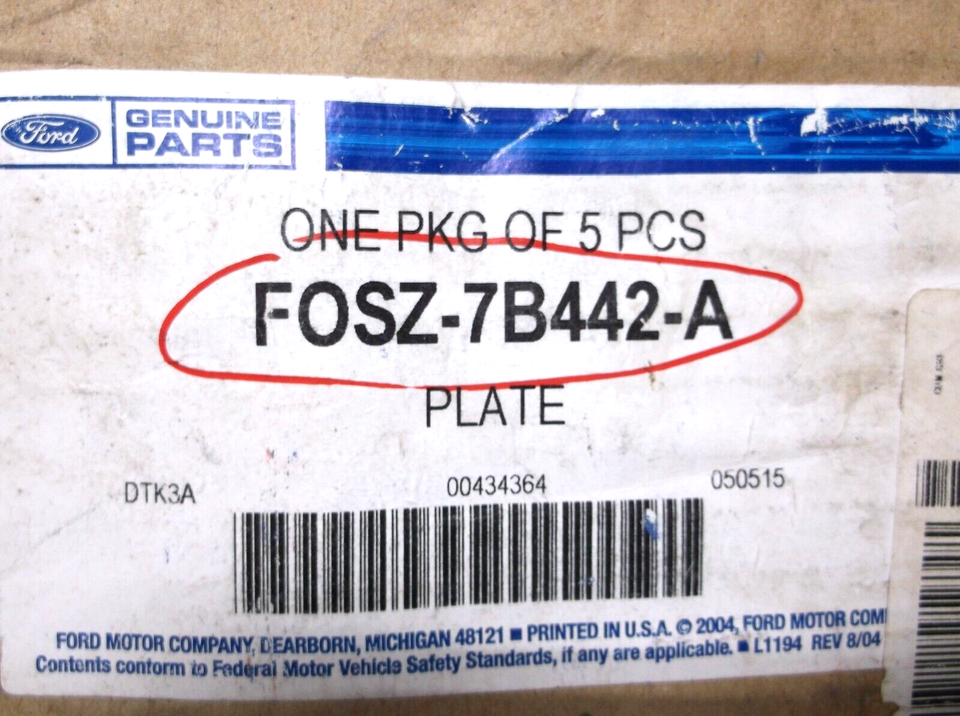 Ford GENUINE PARTS
ONE PKG OF 5 PCS
FOSZ-7B442-A
PLATE
DTK3A 00434364 050515
FORD MOTOR COMPANY, DEARBORN, MICHIGAN 48121 ■ PRINTED IN U.S.A. © 2004, FORD MOTOR COM
Contents conform to Federal Motor Vehicle Safety Standards, if any are applicable. ■ L1194 REV 8/04